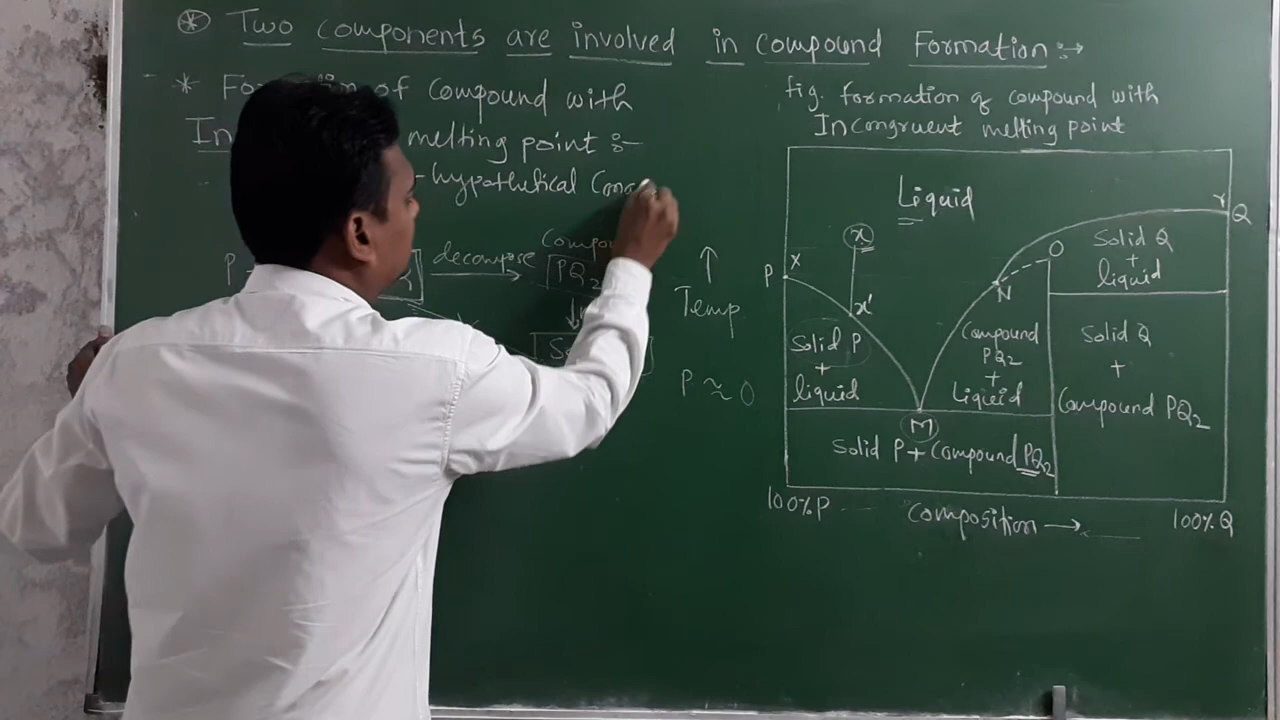 * Two components are involved in compound Formation :→
* of Compound with
In melting point :-
hypothetical
P decompose
PQ2
↑
Temp
P ≈ 0
fig. formation of compound with
Incongruent melting point
Liquid
x
P X x'
N O Y Q
Solid Q
+
liquid
Solid P
+
liquid
Compound
PQ2
+
Liquid
Solid Q
+
Compound PQ2
M
Solid P + Compound PQ2
100% P Composition → 100% Q